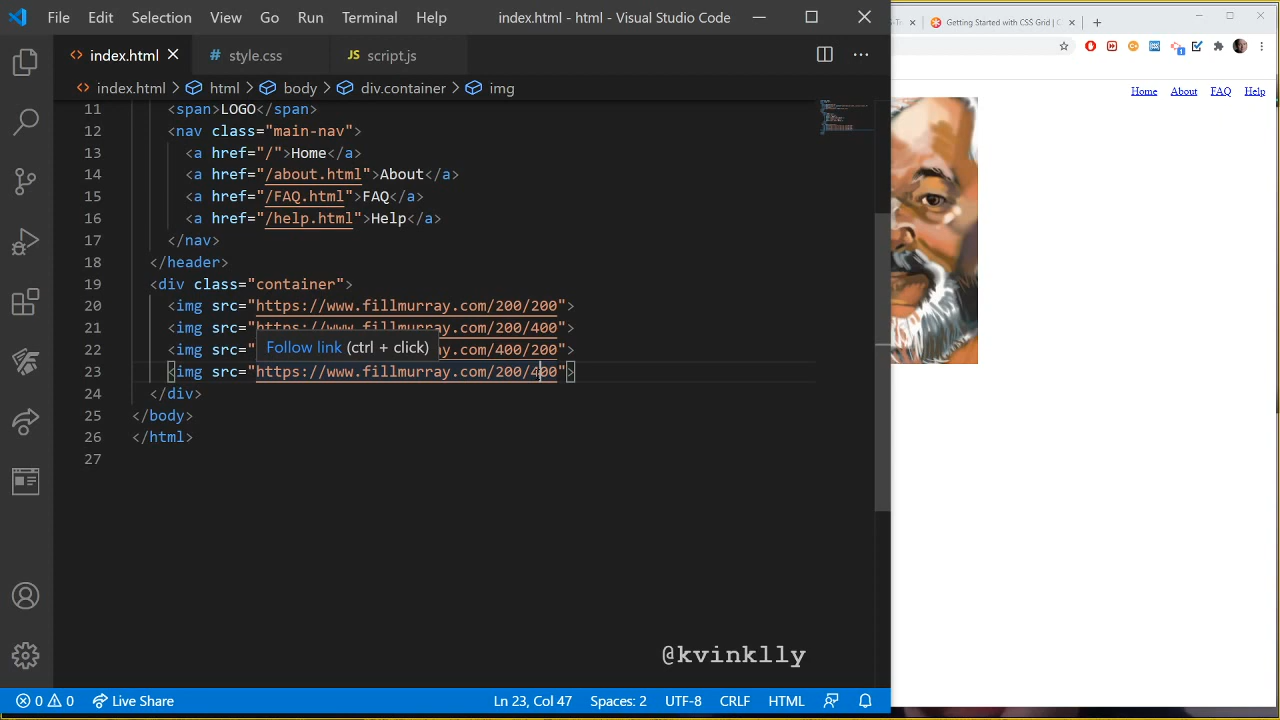 File Edit Selection View Go Run Terminal Help index.html - html - Visual Studio Code
Getting Started with CSS Grid | C
index.html style.css JS script.js
index.html html body div.container img
Home About FAQ Help
11 <span>LOGO</span>
12 <nav class="main-nav">
13 <a href="/">Home</a>
14 <a href="/about.html">About</a>
15 <a href="/FAQ.html">FAQ</a>
16 <a href="/help.html">Help</a>
17 </nav>
18 </header>
19 <div class="container">
20 <img src="https://www.fillmurray.com/200/200">
21 <img src="https://www.fillmurray.com/200/400">
Follow link (ctrl + click)
22 <img src=" ay.com/400/200">
23 <img src="https://www.fillmurray.com/200/400">
24 </div>
25 </body>
26 </html>
27
@kvinklly
0 0 Live Share Ln 23, Col 47 Spaces: 2 UTF-8 CRLF HTML